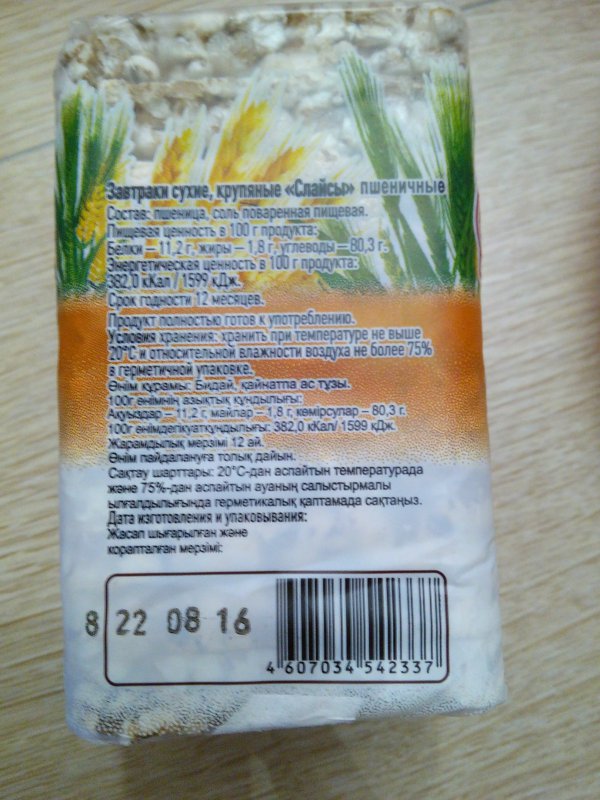 Завтраки сухие, крупяные «Слайсы» пшеничные
Состав: пшеница, соль поваренная пищевая.
Пищевая ценность в 100 г продукта:
Белки – 11,2 г, жиры – 1,8 г, углеводы – 80,3 г.
Энергетическая ценность в 100 г продукта:
382,0 кКал / 1599 кДж.
Срок годности 12 месяцев.
Продукт полностью готов к употреблению.
Условия хранения: хранить при температуре не выше
20°С и относительной влажности воздуха не более 75%
в герметичной упаковке.
Өнім құрамы: Бидай, қайнатпа ас тұзы.
100г өнімнің азықтық құндылығы:
Ақуыздар – 11,2 г, майлар – 1,8 г, көмірсулар – 80,3 г.
100г өнімдегіқуатқұндылығы: 382,0 кКал/ 1599 кДж.
Жарамдылық мерзімі 12 ай.
Өнім пайдалануға толық дайын.
Сақтау шарттары: 20°С-дан аспайтын температурада
және 75%-дан аспайтын ауаның салыстырмалы
ылғалдылығында герметикалық қаптамада сақтаңыз.
Дата изготовления и упаковывания:
Жасап шығарылған және
корапталған мерзімі:
8 22 08 16
4 607034 542337